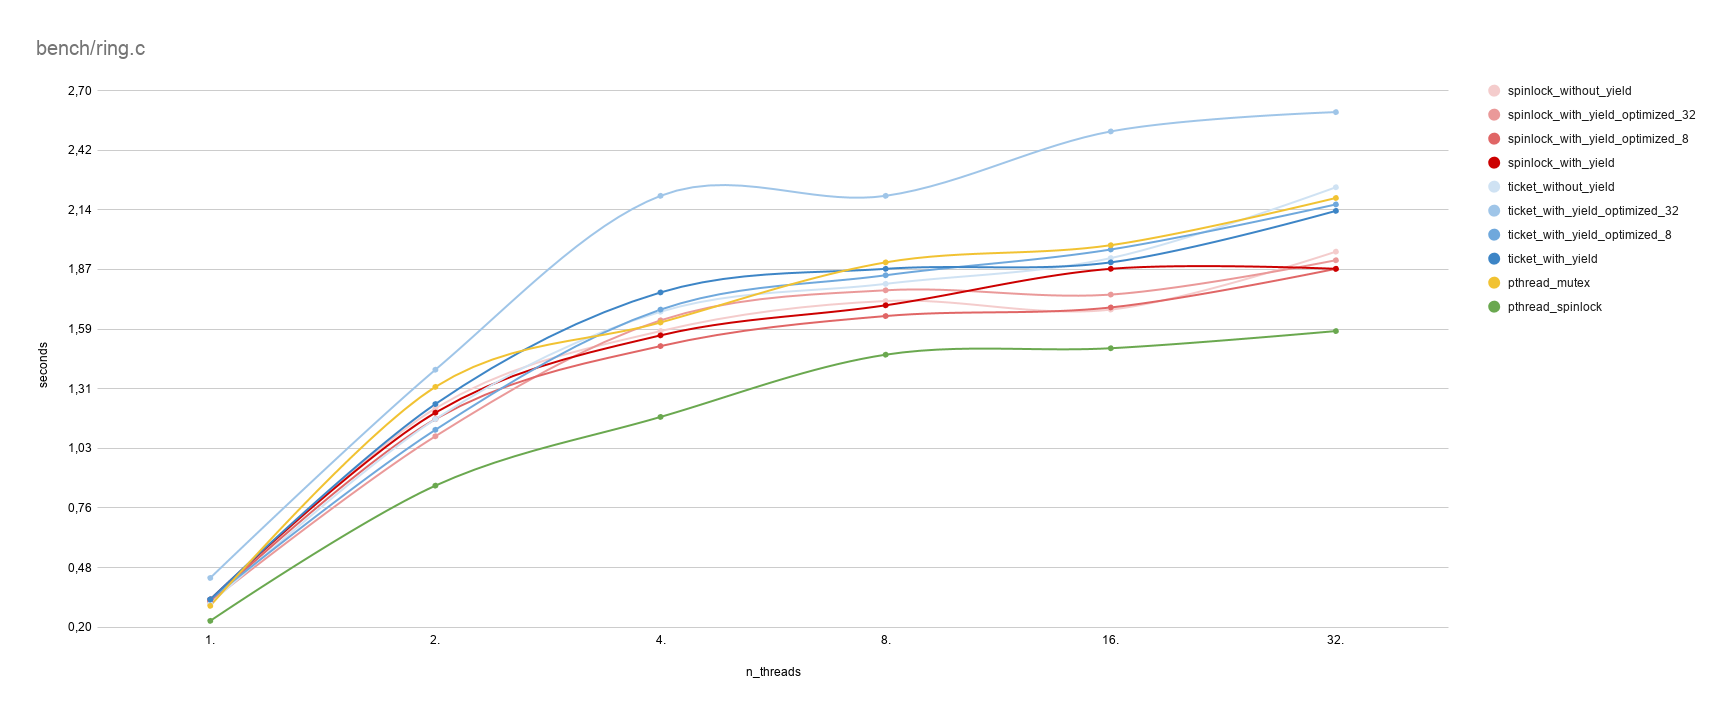 bench/ring.c
2,70
2,42
2,14
1,87
1,59
1,31
1,03
0,76
0,48
0,20
seconds
1.
2.
4.
8.
16.
32.
n_threads
spinlock_without_yield
spinlock_with_yield_optimized_32
spinlock_with_yield_optimized_8
spinlock_with_yield
ticket_without_yield
ticket_with_yield_optimized_32
ticket_with_yield_optimized_8
ticket_with_yield
pthread_mutex
pthread_spinlock